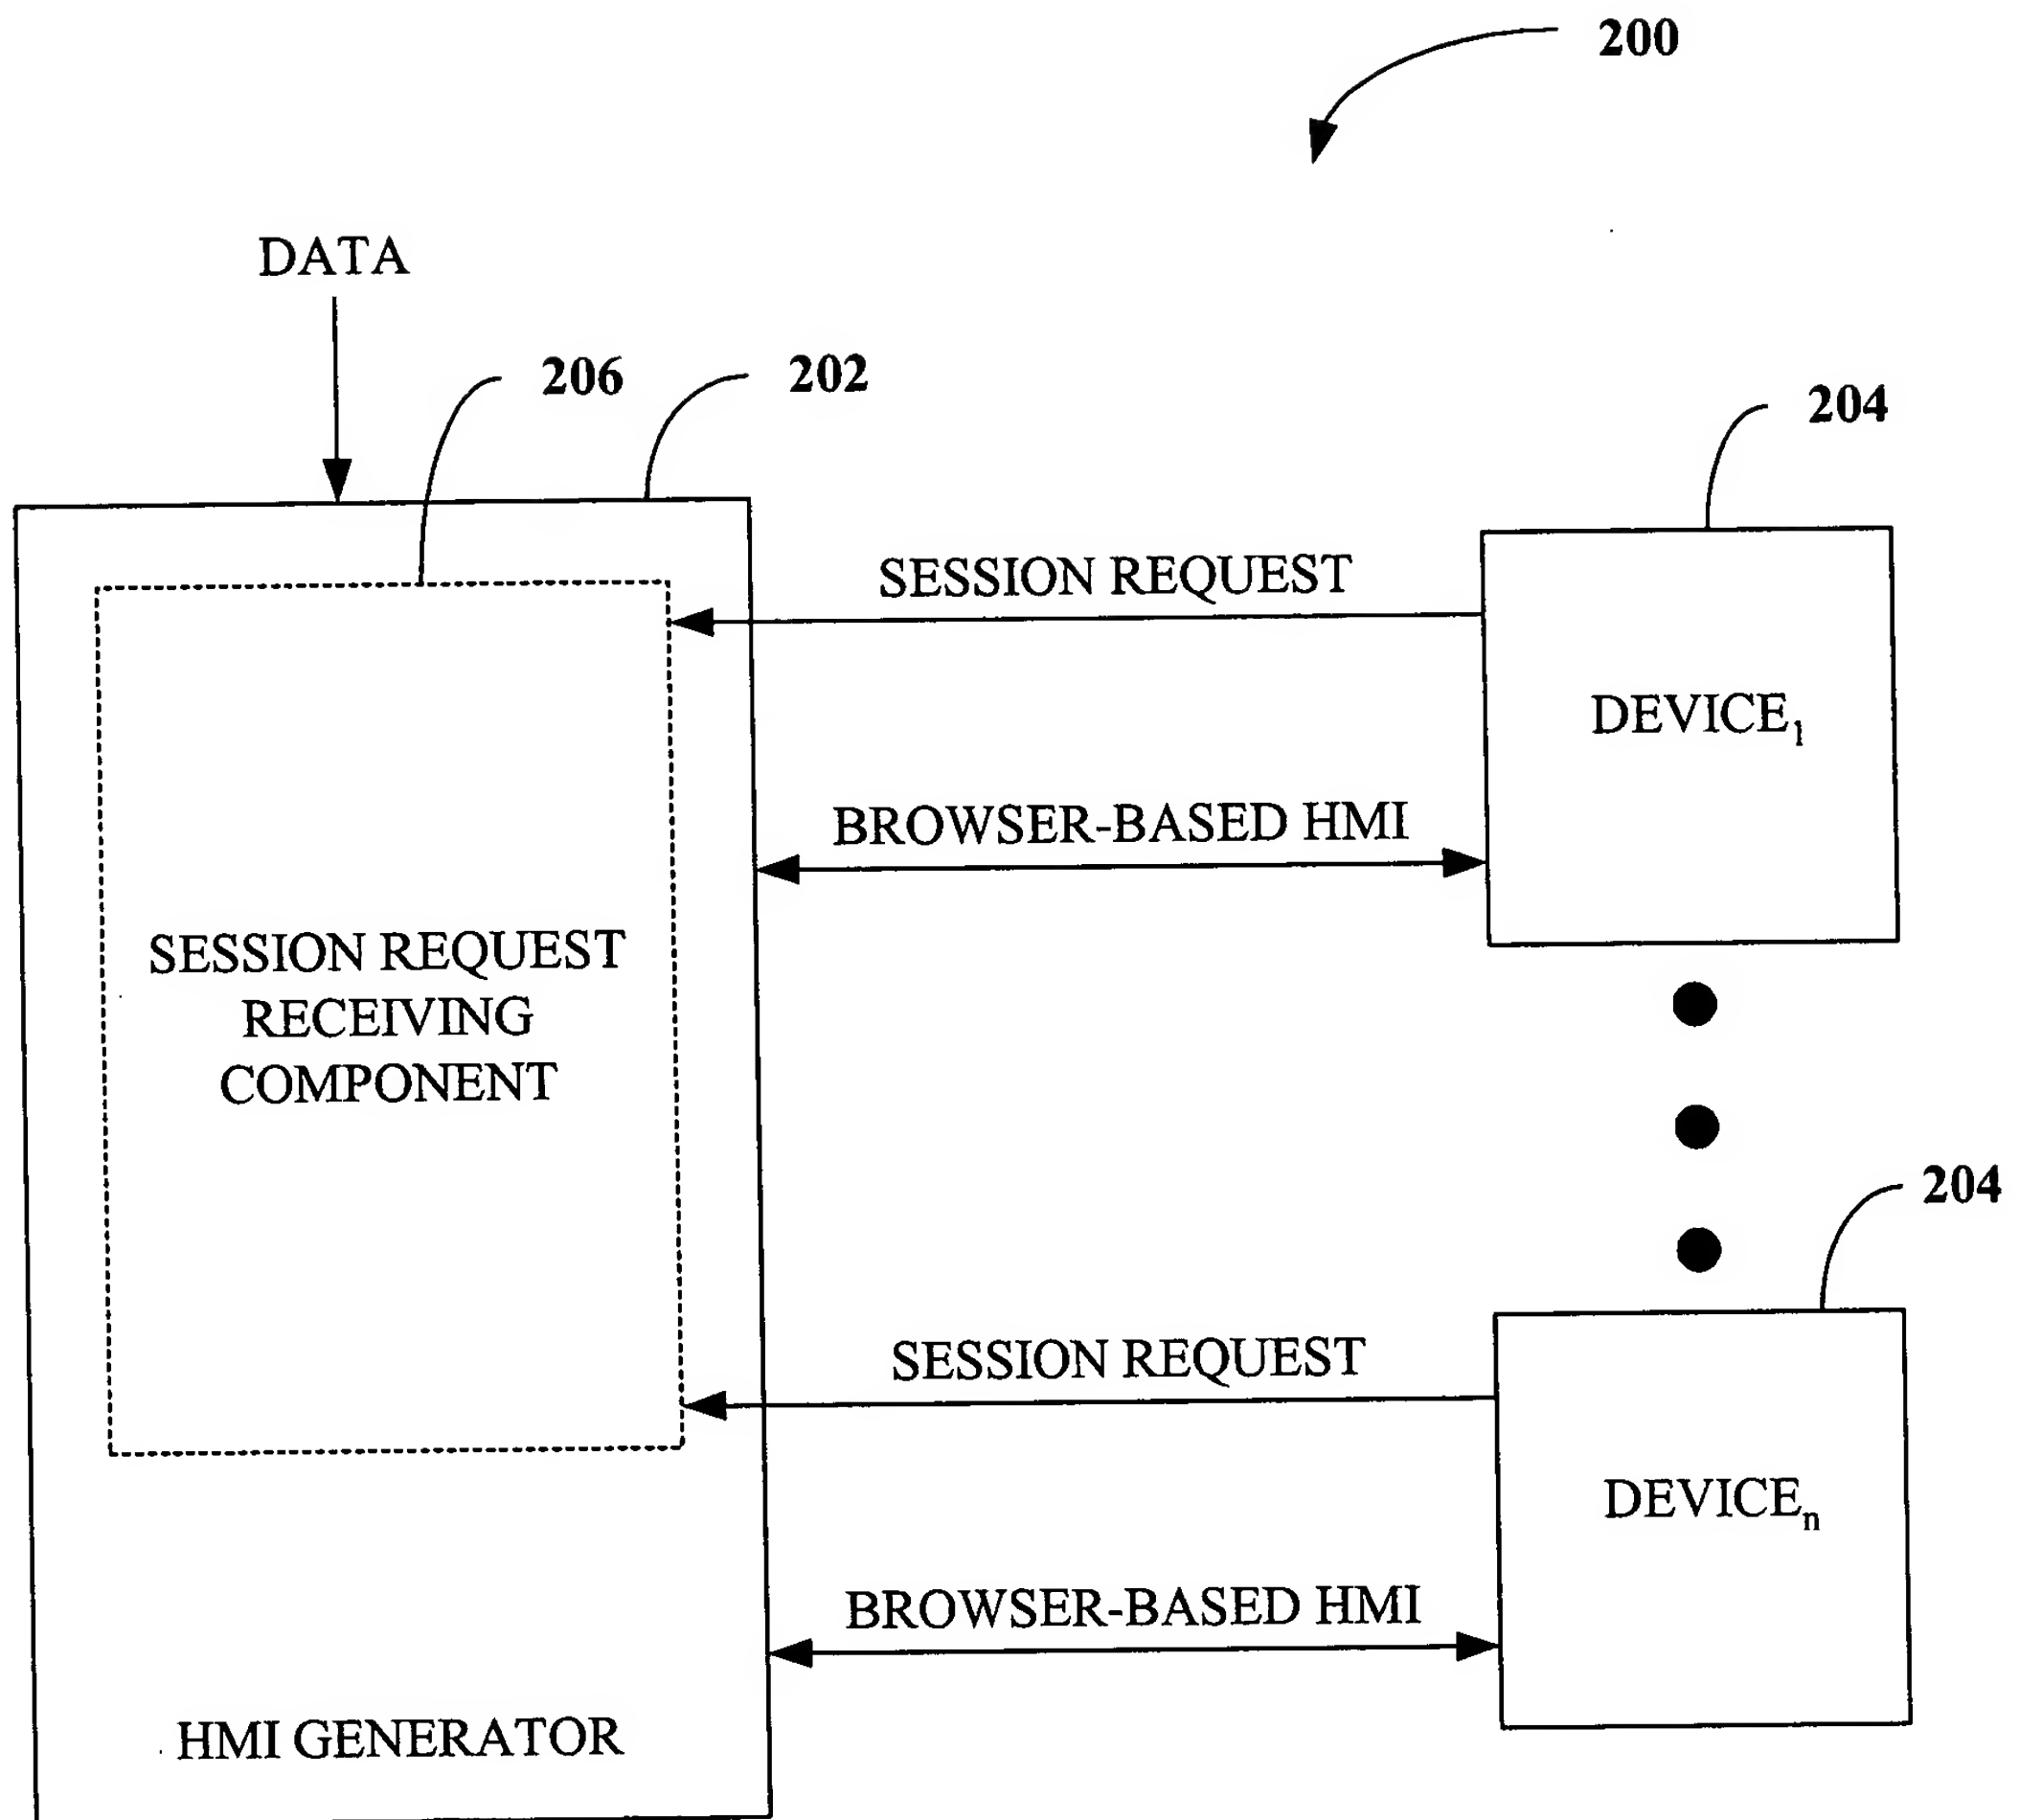 200
DATA
206
202
204
SESSION REQUEST
DEVICE1
BROWSER-BASED HMI
SESSION REQUEST
RECEIVING
COMPONENT
204
SESSION REQUEST
DEVICEn
BROWSER-BASED HMI
HMI GENERATOR